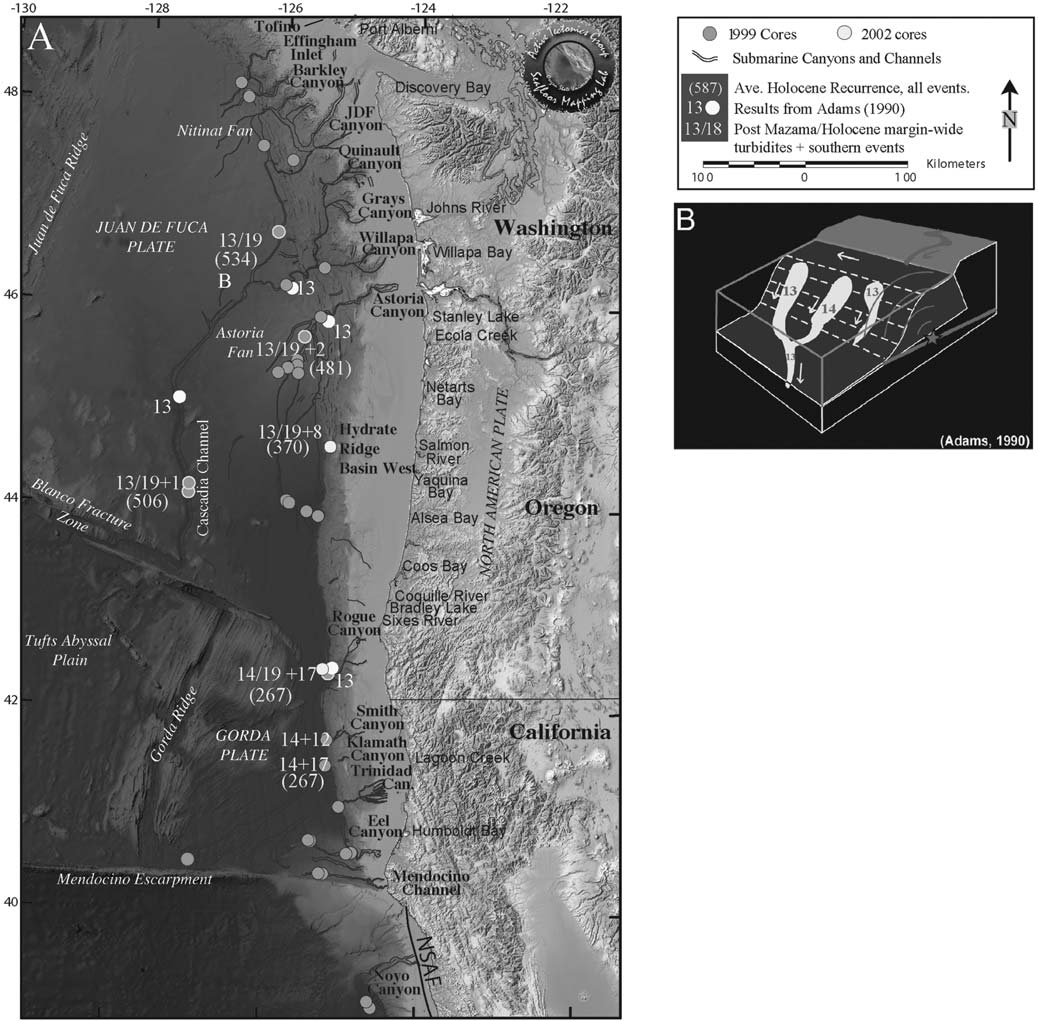 -130
-128
-126
-124
-122
A
Tofino
Effingham
Inlet
Port Alberni
Barkley
Canyon
48
Discovery Bay
JDF
Canyon
Nitinat Fan
Quinault
Canyon
Juan de Fuca Ridge
Grays
Canyon
Johns River
JUAN DE FUCA
PLATE
Washington
13/19
(534)
Willapa
Canyon
Willapa Bay
B
46
13
Astoria
Canyon
Stanley Lake
Ecola Creek
Astoria
Fan
13
13/19 +2
(481)
13
Netarts
Bay
NORTH AMERICAN PLATE
13/19+8
(370)
Hydrate
Ridge
Basin West
Salmon
River
Cascadia Channel
13/19+1
(506)
Yaquina
Bay
44
Blanco Fracture
Zone
Alsea Bay
Oregon
Coos Bay
Coquille River
Bradley Lake
Sixes River
Rogue
Canyon
Tufts Abyssal
Plain
14/19 +17
(267)
13
42
Gorda Ridge
GORDA
PLATE
Smith
Canyon
California
14+12
Klamath
Canyon
Lagoon Creek
14+17
(267)
Trinidad
Can.
Eel
Canyon
Humboldt Bay
Mendocino Escarpment
Mendocino
Channel
40
NSAF
Noyo
Canyon
Active Tectonics Group
Seafloor Mapping Lab
1999 Cores
2002 cores
Submarine Canyons and Channels
(587) Ave. Holocene Recurrence, all events.
13 Results from Adams (1990)
13/18 Post Mazama/Holocene margin-wide
turbidites + southern events
N
100 0 100 Kilometers
B
13
14
13
13
(Adams, 1990)